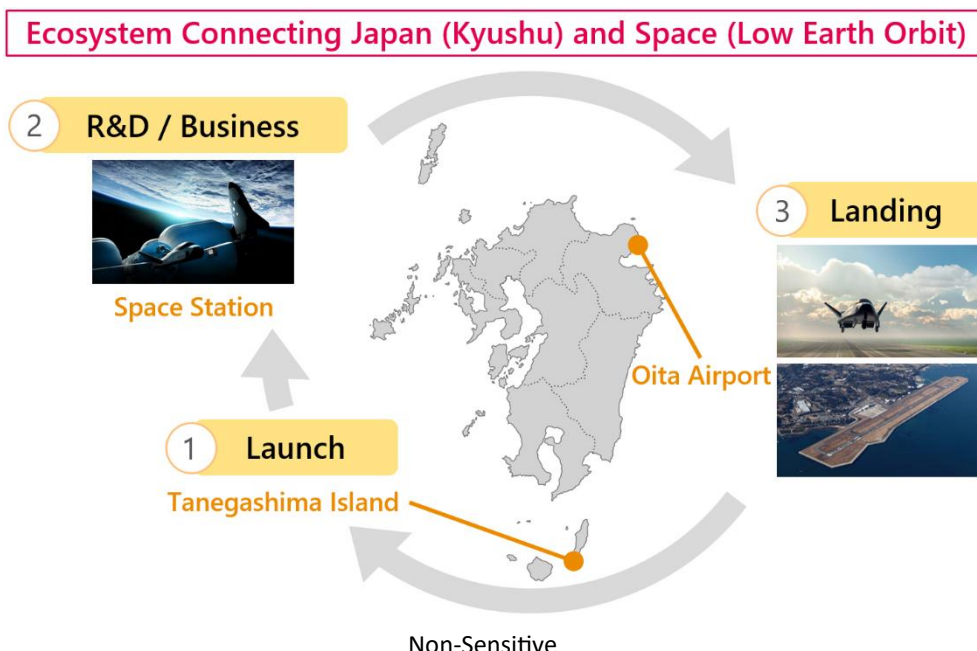 Ecosystem Connecting Japan (Kyushu) and Space (Low Earth Orbit)
2 R&D / Business
Space Station
3 Landing
Oita Airport
1 Launch
Tanegashima Island
Non-Sensitive